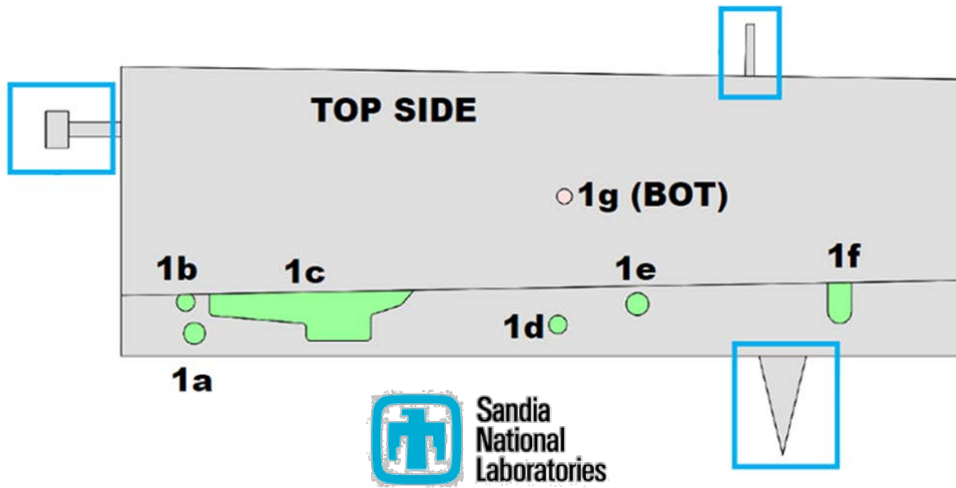 TOP SIDE
1g (BOT)
1b
1c
1e
1f
1d
1a
Sandia
National
Laboratories